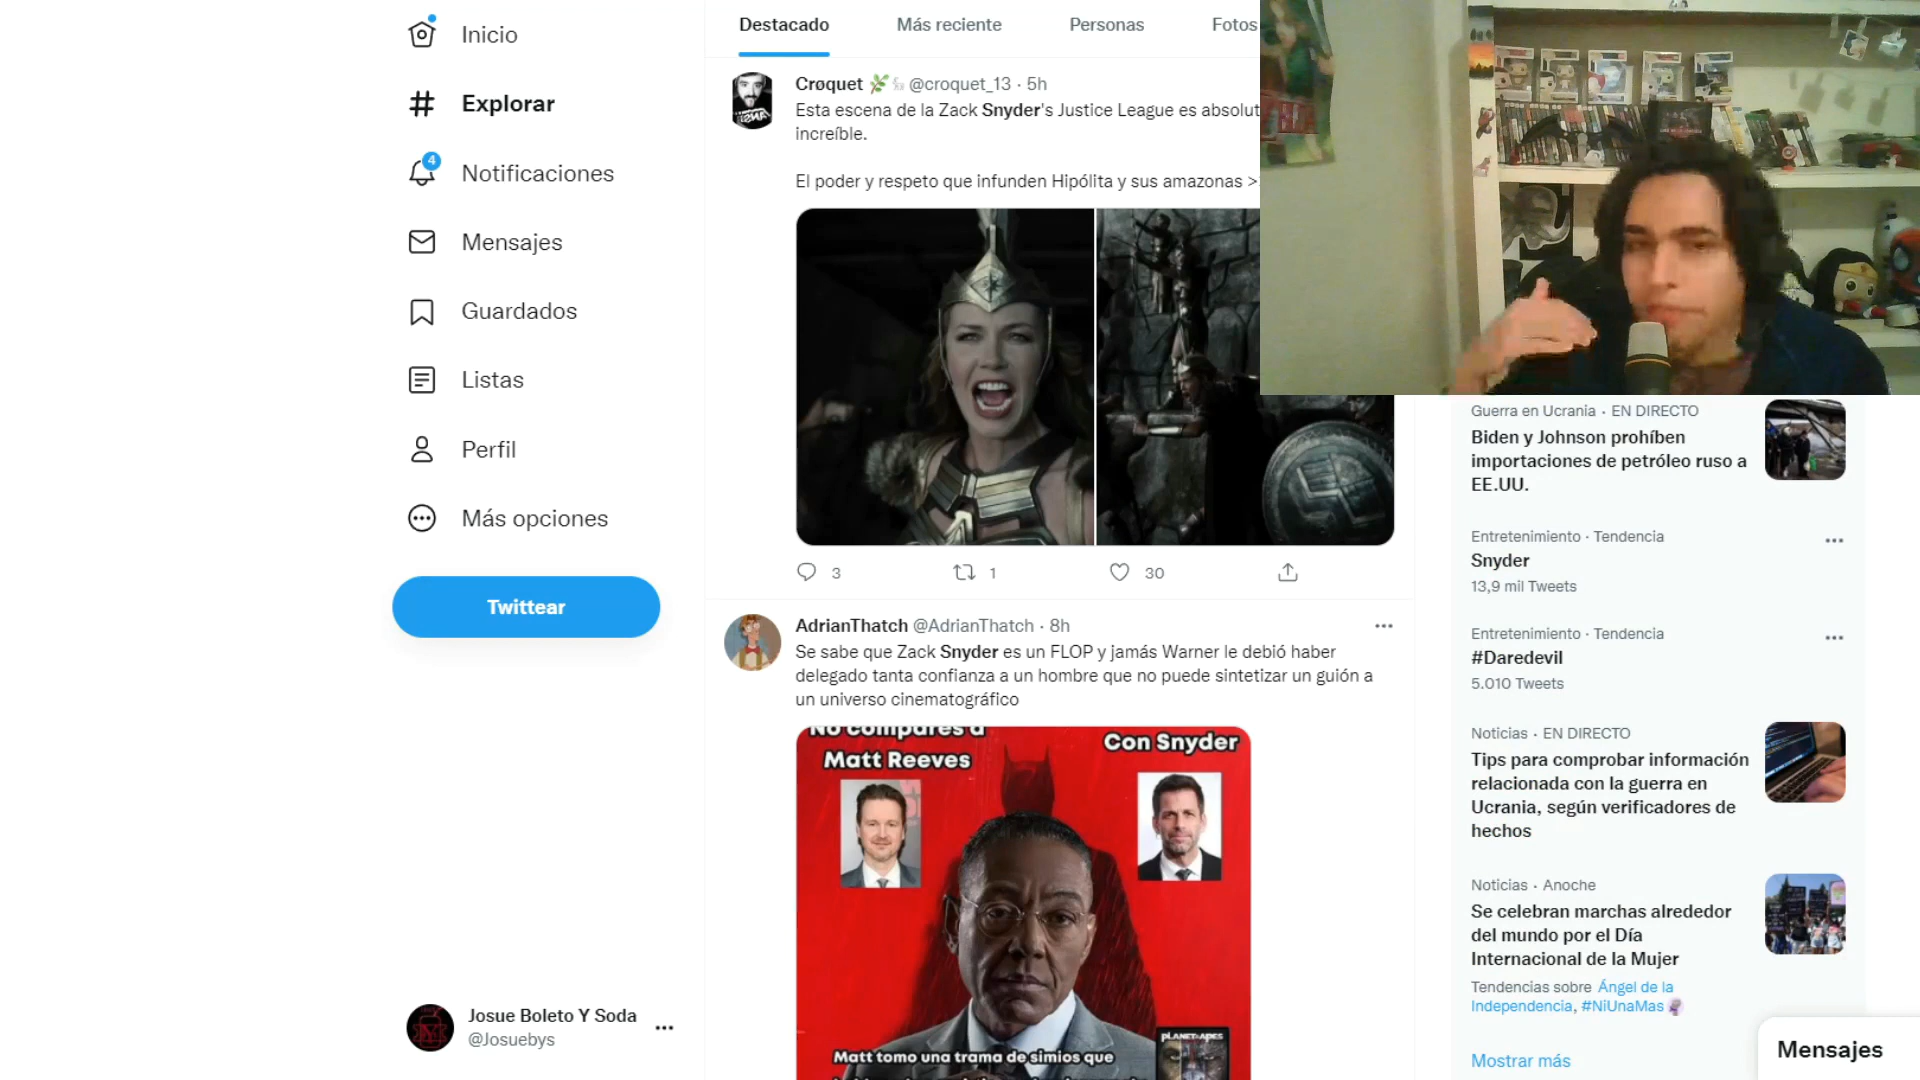 Inicio
Explorar
4
Notificaciones
Mensajes
Guardados
Listas
Perfil
Más opciones
Twittear
Josue Boleto Y Soda
@Josuebys
Destacado
Más reciente
Personas
Fotos
Crøquet @croquet_13 · 5h
Esta escena de la Zack Snyder's Justice League es absolut
increíble.
El poder y respeto que infunden Hipólita y sus amazonas >
3
1
30
AdrianThatch @AdrianThatch · 8h
Se sabe que Zack Snyder es un FLOP y jamás Warner le debió haber
delegado tanta confianza a un hombre que no puede sintetizar un guión a
un universo cinematográfico
No compares a
Matt Reeves
Con Snyder
Matt tomo una trama de simios que
PLANET APES
Guerra en Ucrania · EN DIRECTO
Biden y Johnson prohíben
importaciones de petróleo ruso a
EE.UU.
Entretenimiento · Tendencia
Snyder
13,9 mil Tweets
Entretenimiento · Tendencia
#Daredevil
5.010 Tweets
Noticias · EN DIRECTO
Tips para comprobar información
relacionada con la guerra en
Ucrania, según verificadores de
hechos
Noticias · Anoche
Se celebran marchas alrededor
del mundo por el Día
Internacional de la Mujer
Tendencias sobre Ángel de la
Independencia, #NiUnaMas
Mostrar más
Mensajes